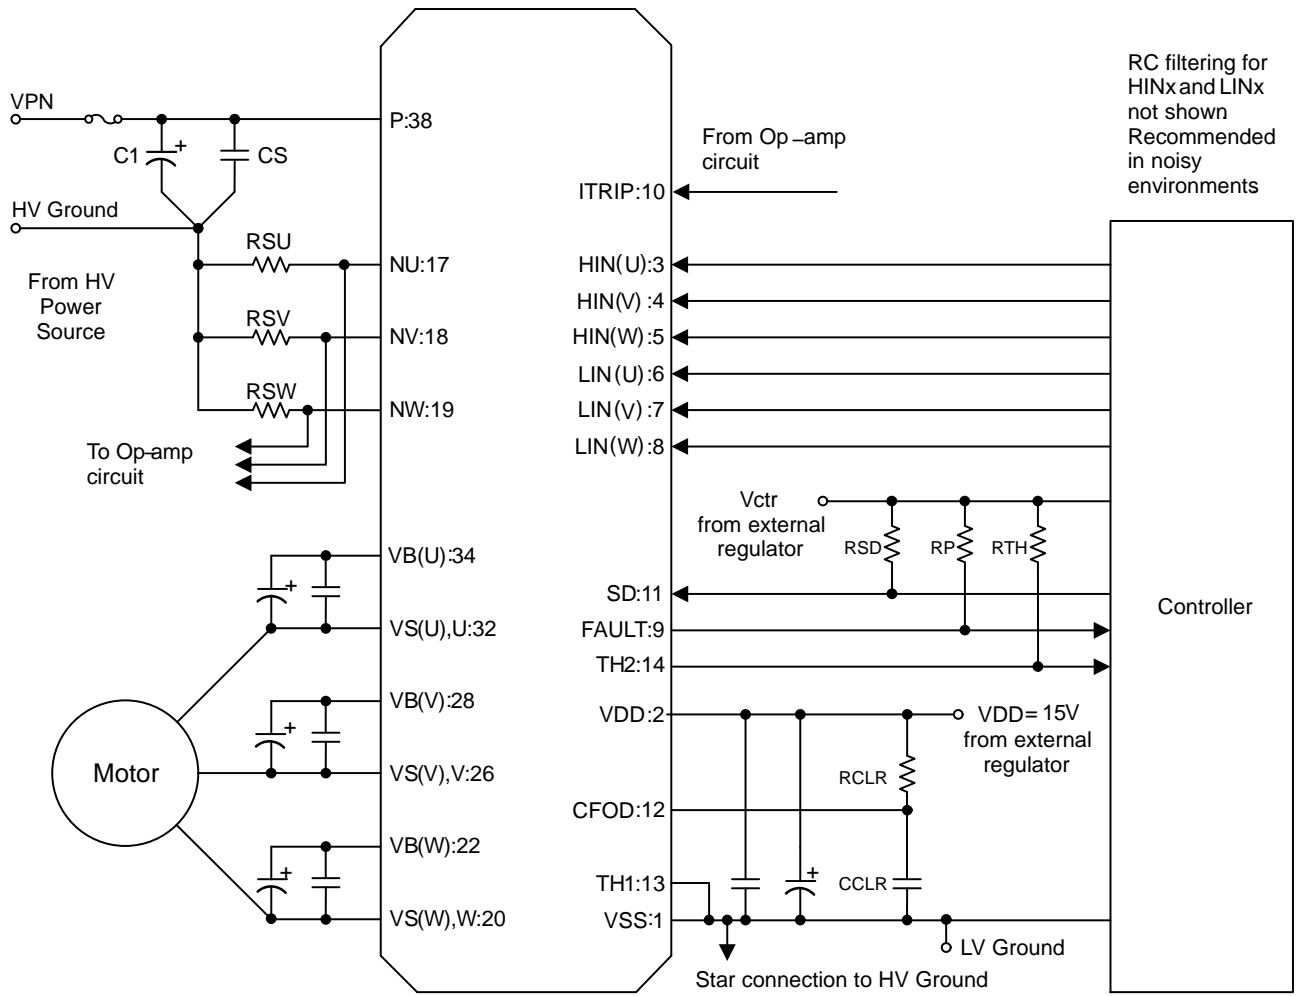 VPN
C1
+
CS
HV Ground
From HV
Power
Source
RSU
RSV
RSW
To Op-amp
circuit
P:38
NU:17
NV:18
NW:19
VB(U):34
+
VS(U),U:32
VB(V):28
+
VS(V),V:26
VB(W):22
+
VS(W),W:20
Motor
From Op-amp
circuit
ITRIP:10
HIN(U):3
HIN(V) :4
HIN(W):5
LIN(U):6
LIN(V):7
LIN(W):8
Vctr
from external
regulator
RSD
RP
RTH
SD:11
FAULT:9
TH2:14
VDD:2
VDD= 15V
from external
regulator
RCLR
CFOD:12
TH1:13
+
CCLR
VSS:1
LV Ground
Star connection to HV Ground
RC filtering for
HINx and LINx
not shown
Recommended
in noisy
environments
Controller